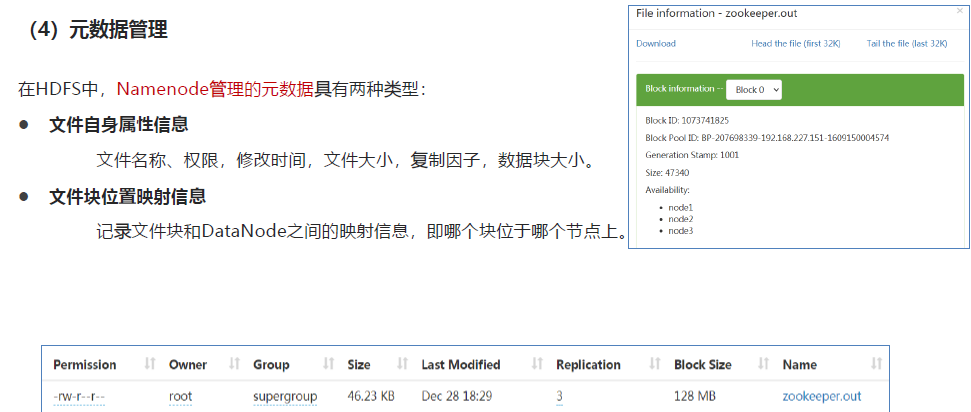 （4）元数据管理
在HDFS中，Namenode管理的元数据具有两种类型：
● 文件自身属性信息
文件名称、权限，修改时间，文件大小，复制因子，数据块大小。
● 文件块位置映射信息
记录文件块和DataNode之间的映射信息，即哪个块位于哪个节点上。
File information - zookeeper.out ×
Download Head the file (first 32K) Tail the file (last 32K)
Block information -- Block 0
Block ID: 1073741825
Block Pool ID: BP-207698339-192.168.227.151-1609150004574
Generation Stamp: 1001
Size: 47340
Availability:
• node1
• node2
• node3
Permission Owner Group Size Last Modified Replication Block Size Name
-rw-r--r-- root supergroup 46.23 KB Dec 28 18:29 3 128 MB zookeeper.out